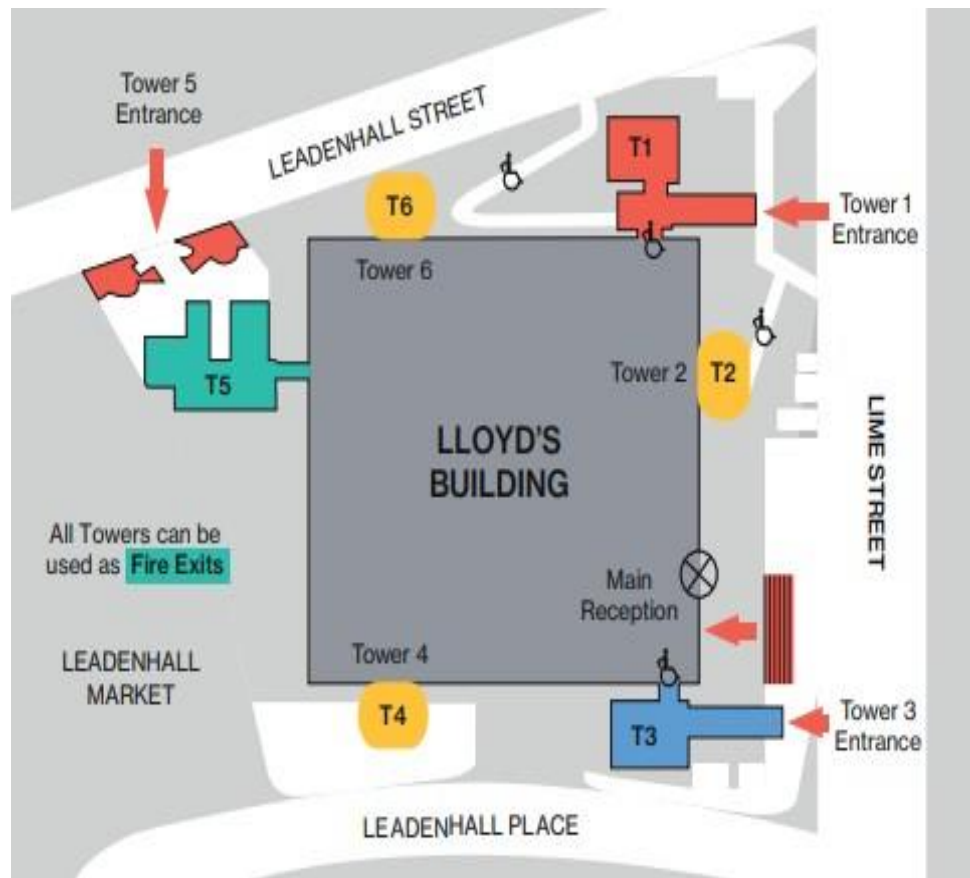 Tower 5
Entrance
LEADENHALL STREET
T1
T6
Tower 1
Entrance
Tower 6
Tower 2
T2
T5
LLOYD'S
BUILDING
LIME STREET
All Towers can be
used as Fire Exits
Main
Reception
Tower 4
LEADENHALL
MARKET
T4
T3
Tower 3
Entrance
LEADENHALL PLACE